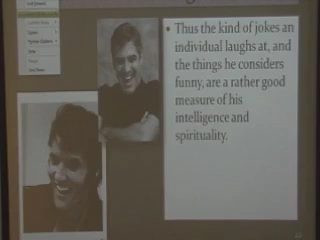 • Thus the kind of jokes an
individual laughs at, and
the things he considers
funny, are a rather good
measure of his
intelligence and
spirituality.